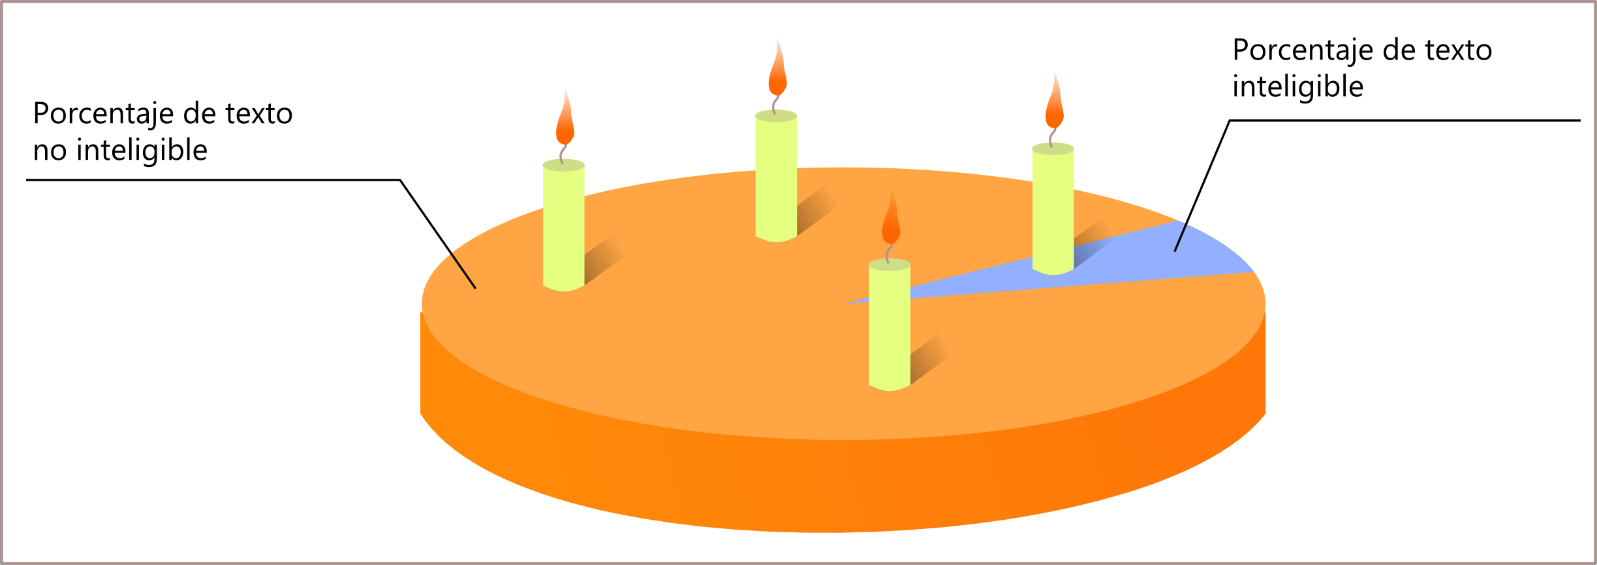 Porcentaje de texto
no inteligible
Porcentaje de texto
inteligible